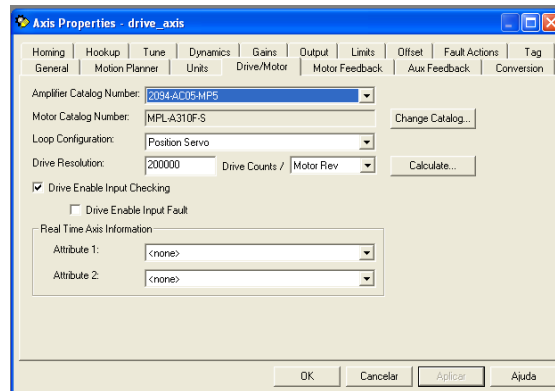 Axis Properties - drive_axis
Homing Hookup Tune Dynamics Gains Output Limits Offset Fault Actions Tag
General Motion Planner Units Drive/Motor Motor Feedback Aux Feedback Conversion
Amplifier Catalog Number: 2094-AC05-MP5
Motor Catalog Number: MPL-A310F-S Change Catalog...
Loop Configuration: Position Servo
Drive Resolution: 200000 Drive Counts / Motor Rev Calculate...
Drive Enable Input Checking
Drive Enable Input Fault
Real Time Axis Information
Attribute 1: <none>
Attribute 2: <none>
OK Cancelar Aplicar Ajuda